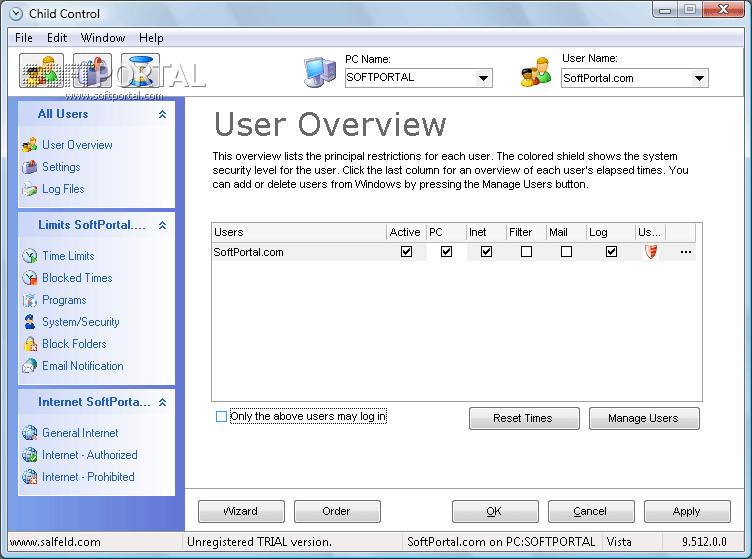 Child Control
File Edit Window Help
PORTAL
www.softportal.com
PC Name:
SOFTPORTAL
User Name:
SoftPortal.com
All Users
User Overview
Settings
Log Files
Limits SoftPortal....
Time Limits
Blocked Times
Programs
System/Security
Block Folders
Email Notification
Internet SoftPorta...
General Internet
Internet - Authorized
Internet - Prohibited
User Overview
This overview lists the principal restrictions for each user. The colored shield shows the system
security level for the user. Click the last column for an overview of each user's elapsed times. You
can add or delete users from Windows by pressing the Manage Users button.
Users Active PC Inet Filter Mail Log Us...
SoftPortal.com ...
Only the above users may log in
Reset Times Manage Users
Wizard Order OK Cancel Apply
www.salfeld.com Unregistered TRIAL version. SoftPortal.com on PC:SOFTPORTAL Vista 9.512.0.0